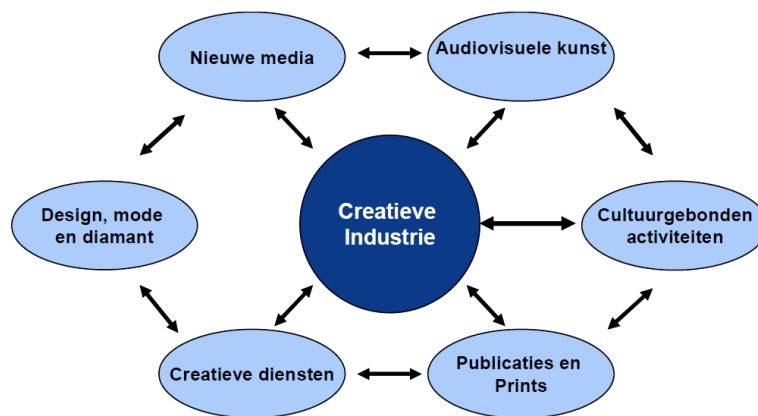 Nieuwe media
Audiovisuele kunst
Design, mode
en diamant
Creatieve
Industrie
Cultuurgebonden
activiteiten
Creatieve diensten
Publicaties en
Prints